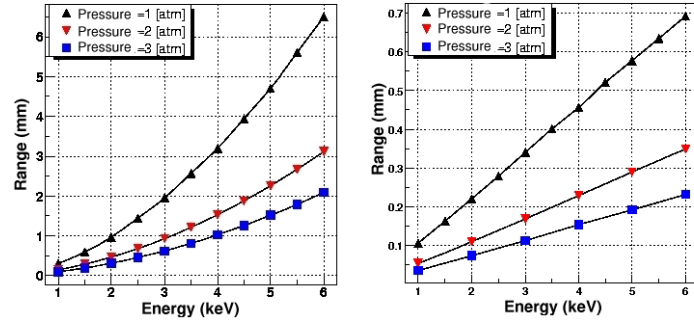 Pressure =1 [atm]
Pressure =2 [atm]
Pressure =3 [atm]
Range (mm)
6
5
4
3
2
1
0
1 2 3 4 5 6
Energy (keV)
Pressure =1 [atm]
Pressure =2 [atm]
Pressure =3 [atm]
Range (mm)
0.7
0.6
0.5
0.4
0.3
0.2
0.1
1 2 3 4 5 6
Energy (keV)